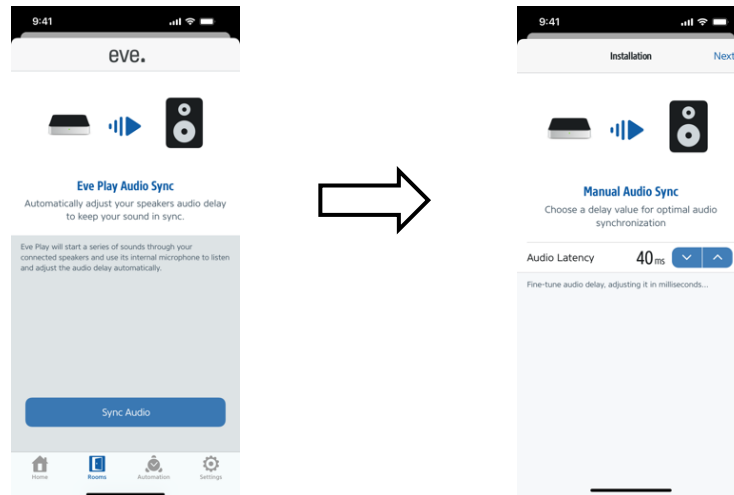 9:41
eve.
Eve Play Audio Sync
Automatically adjust your speakers audio delay
to keep your sound in sync.
Eve Play will start a series of sounds through your
connected speakers and use its internal microphone to listen
and adjust the audio delay automatically.
Sync Audio
Home
Rooms
Automation
Settings
9:41
Installation
Next
Manual Audio Sync
Choose a delay value for optimal audio
synchronization
Audio Latency 40 ms
Fine-tune audio delay, adjusting it in milliseconds...